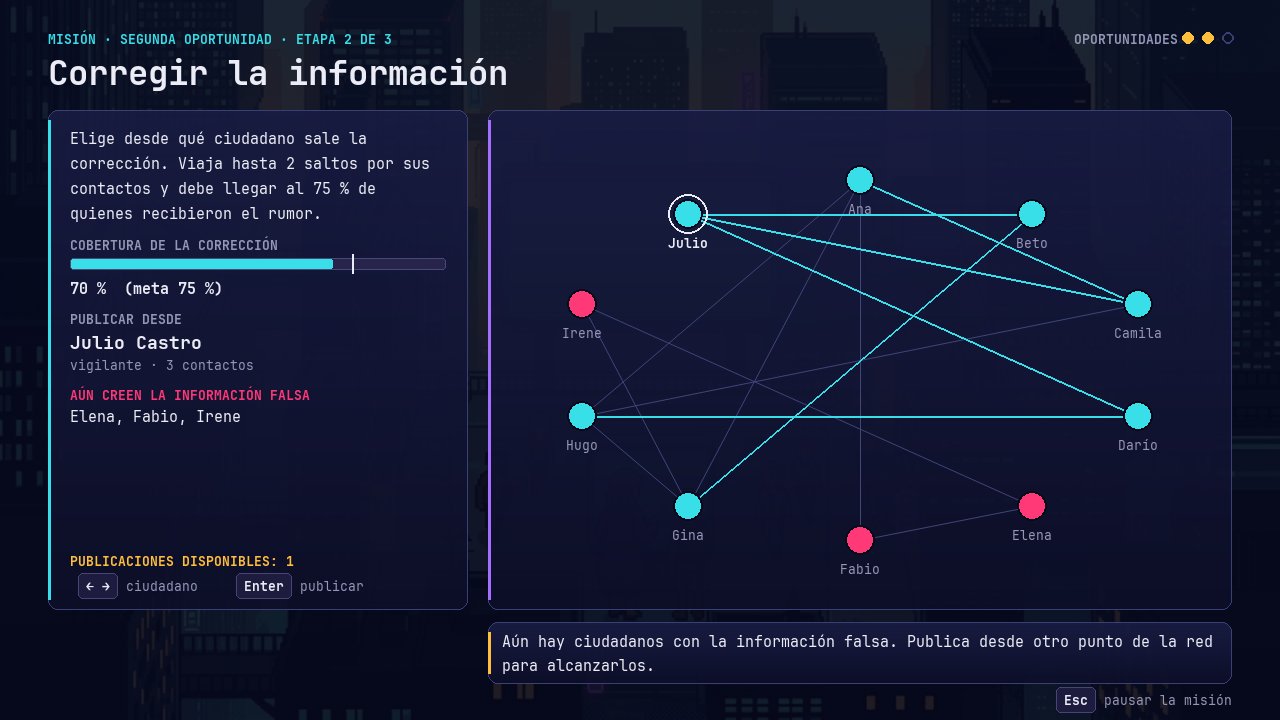 MISIÓN · SEGUNDA OPORTUNIDAD · ETAPA 2 DE 3
OPORTUNIDADES
Corregir la información
Elige desde qué ciudadano sale la
corrección. Viaja hasta 2 saltos por sus
contactos y debe llegar al 75 % de
quienes recibieron el rumor.
COBERTURA DE LA CORRECCIÓN
70 % (meta 75 %)
PUBLICAR DESDE
Julio Castro
vigilante · 3 contactos
AÚN CREEN LA INFORMACIÓN FALSA
Elena, Fabio, Irene
PUBLICACIONES DISPONIBLES: 1
← → ciudadano Enter publicar
Ana
Julio
Beto
Irene
Camila
Hugo
Darío
Gina
Elena
Fabio
Aún hay ciudadanos con la información falsa. Publica desde otro punto de la red
para alcanzarlos.
Esc pausar la misión